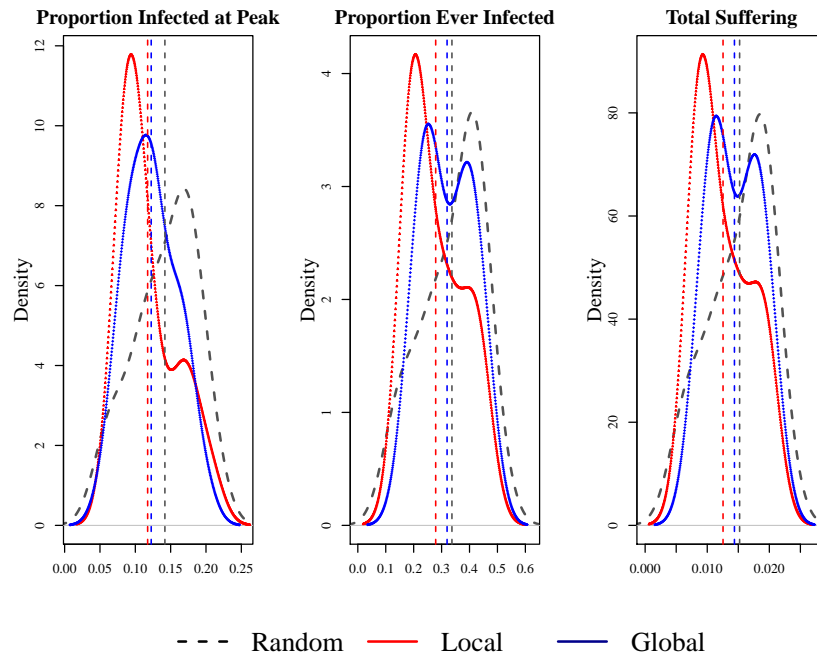 Proportion Infected at Peak
Proportion Ever Infected
Total Suffering
Density
0 2 4 6 8 10 12
0.00 0.05 0.10 0.15 0.20 0.25
Density
0 1 2 3 4
0.0 0.1 0.2 0.3 0.4 0.5 0.6
Density
0 20 40 60 80
0.000 0.010 0.020
Random Local Global